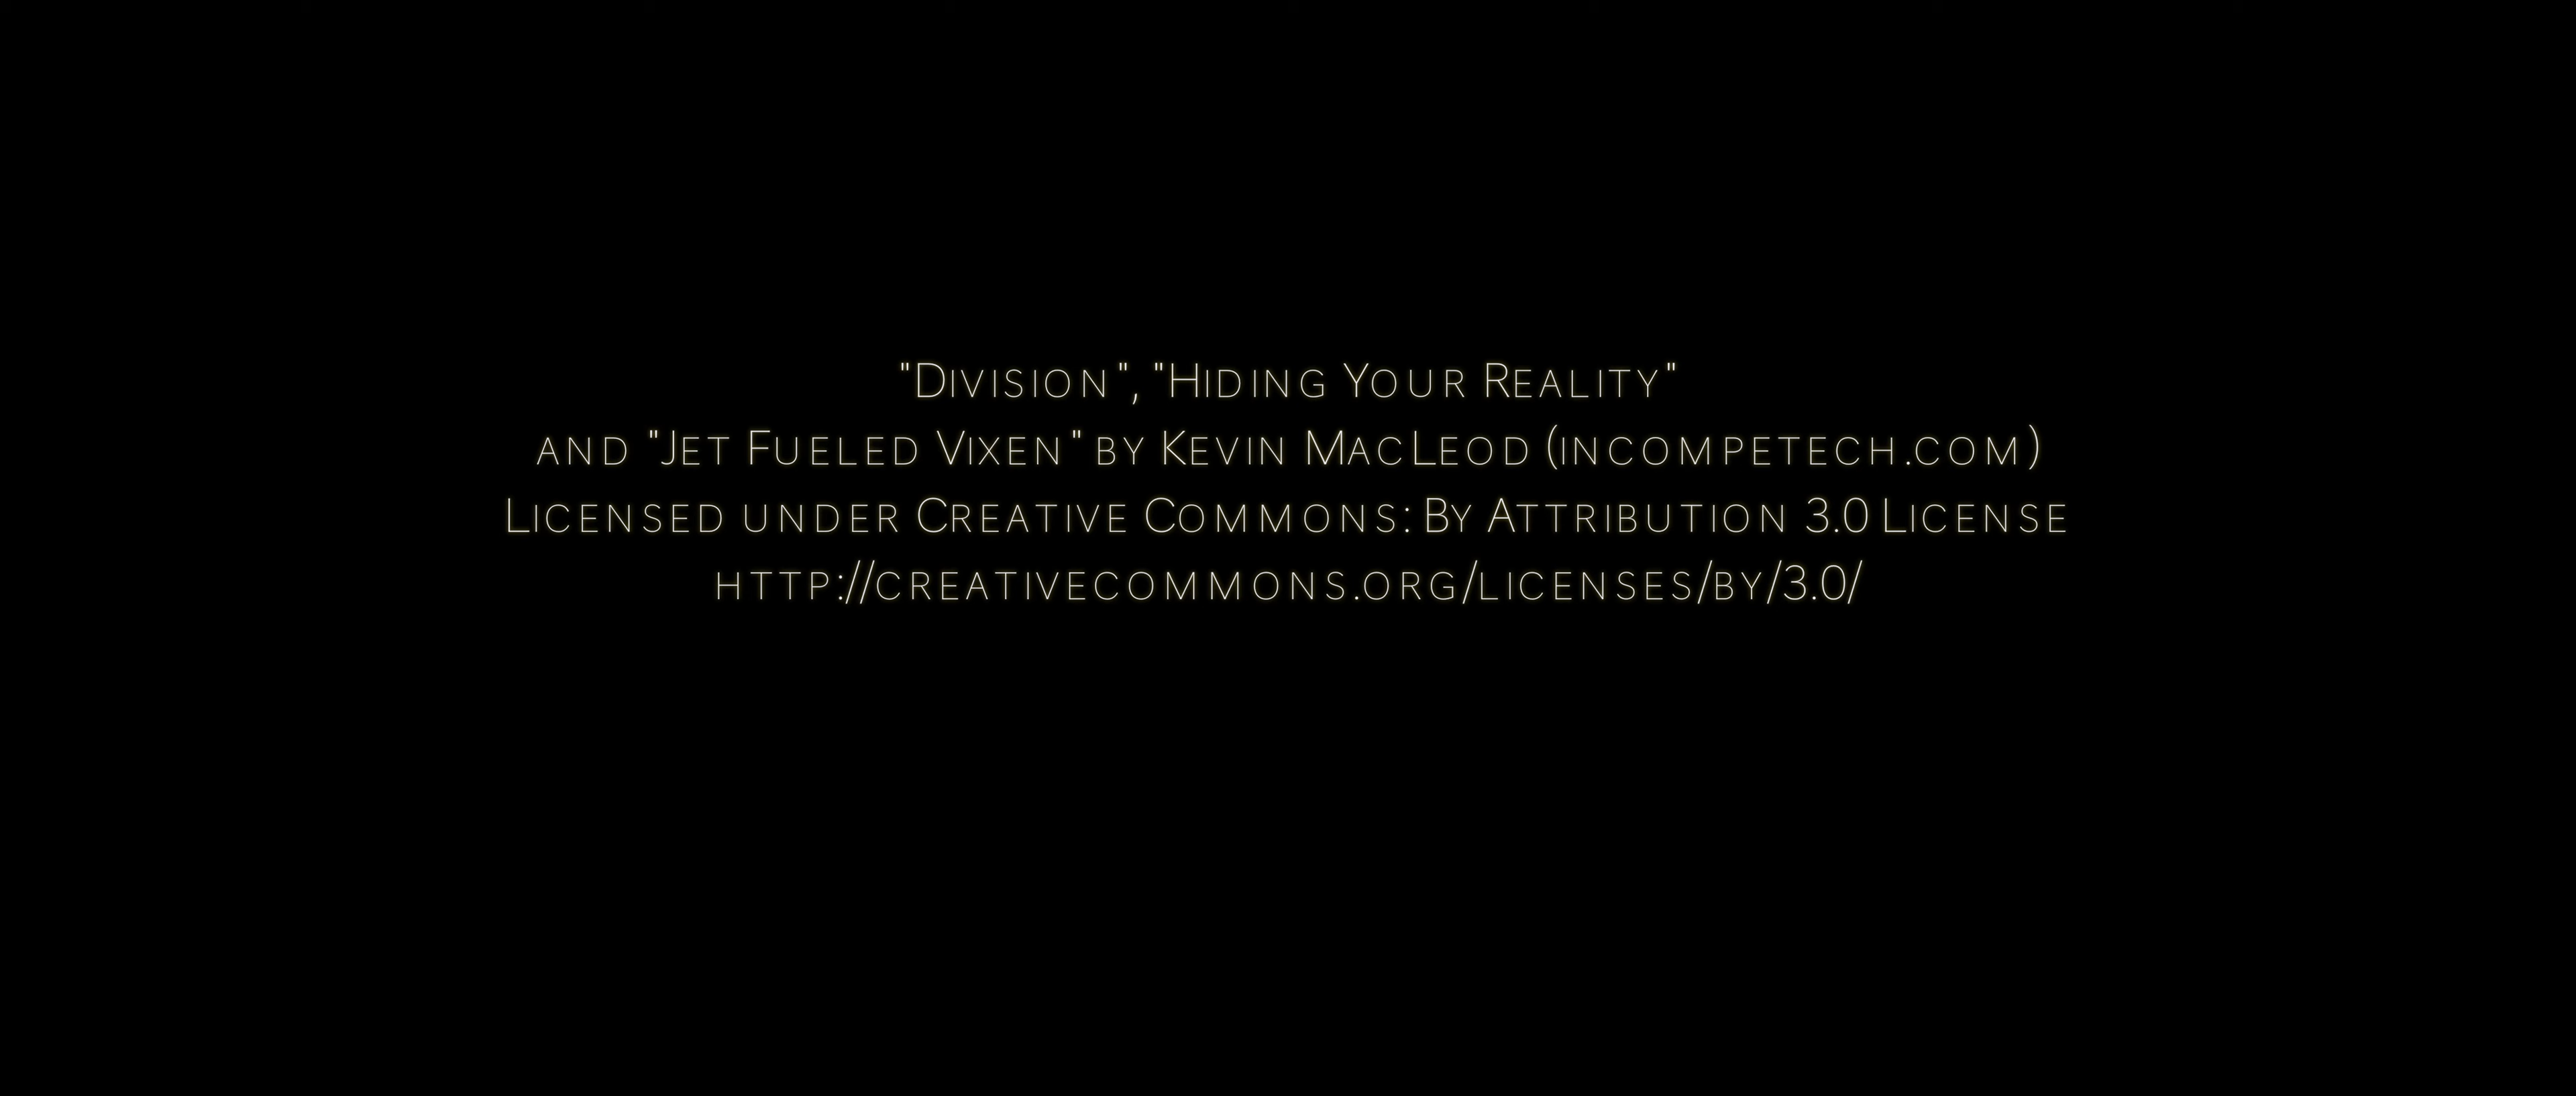 "Division", "Hiding Your Reality"
and "Jet Fueled Vixen" by Kevin MacLeod (incompetech.com)
Licensed under Creative Commons: By Attribution 3.0 License
http://creativecommons.org/licenses/by/3.0/